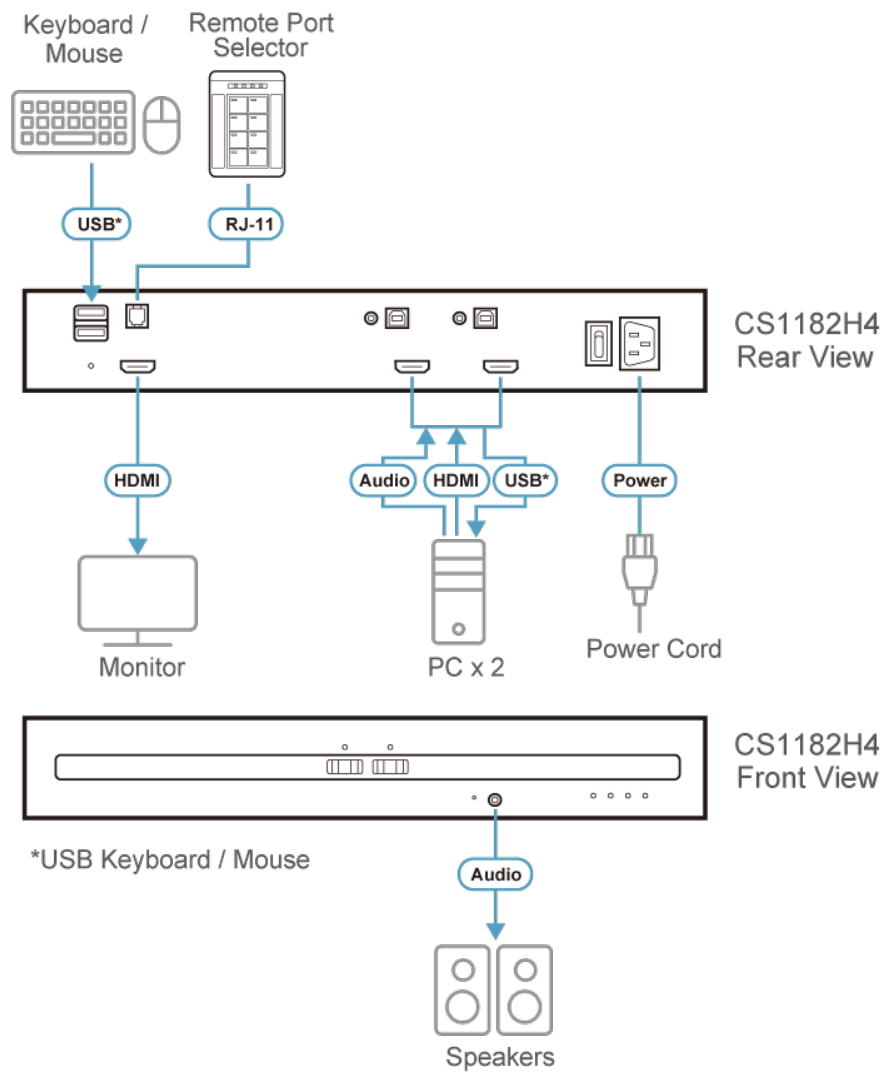 Keyboard /
Mouse
Remote Port
Selector
USB*
RJ-11
CS1182H4
Rear View
HDMI
Audio
HDMI
USB*
Power
Monitor
PC x 2
Power Cord
CS1182H4
Front View
*USB Keyboard / Mouse
Audio
Speakers